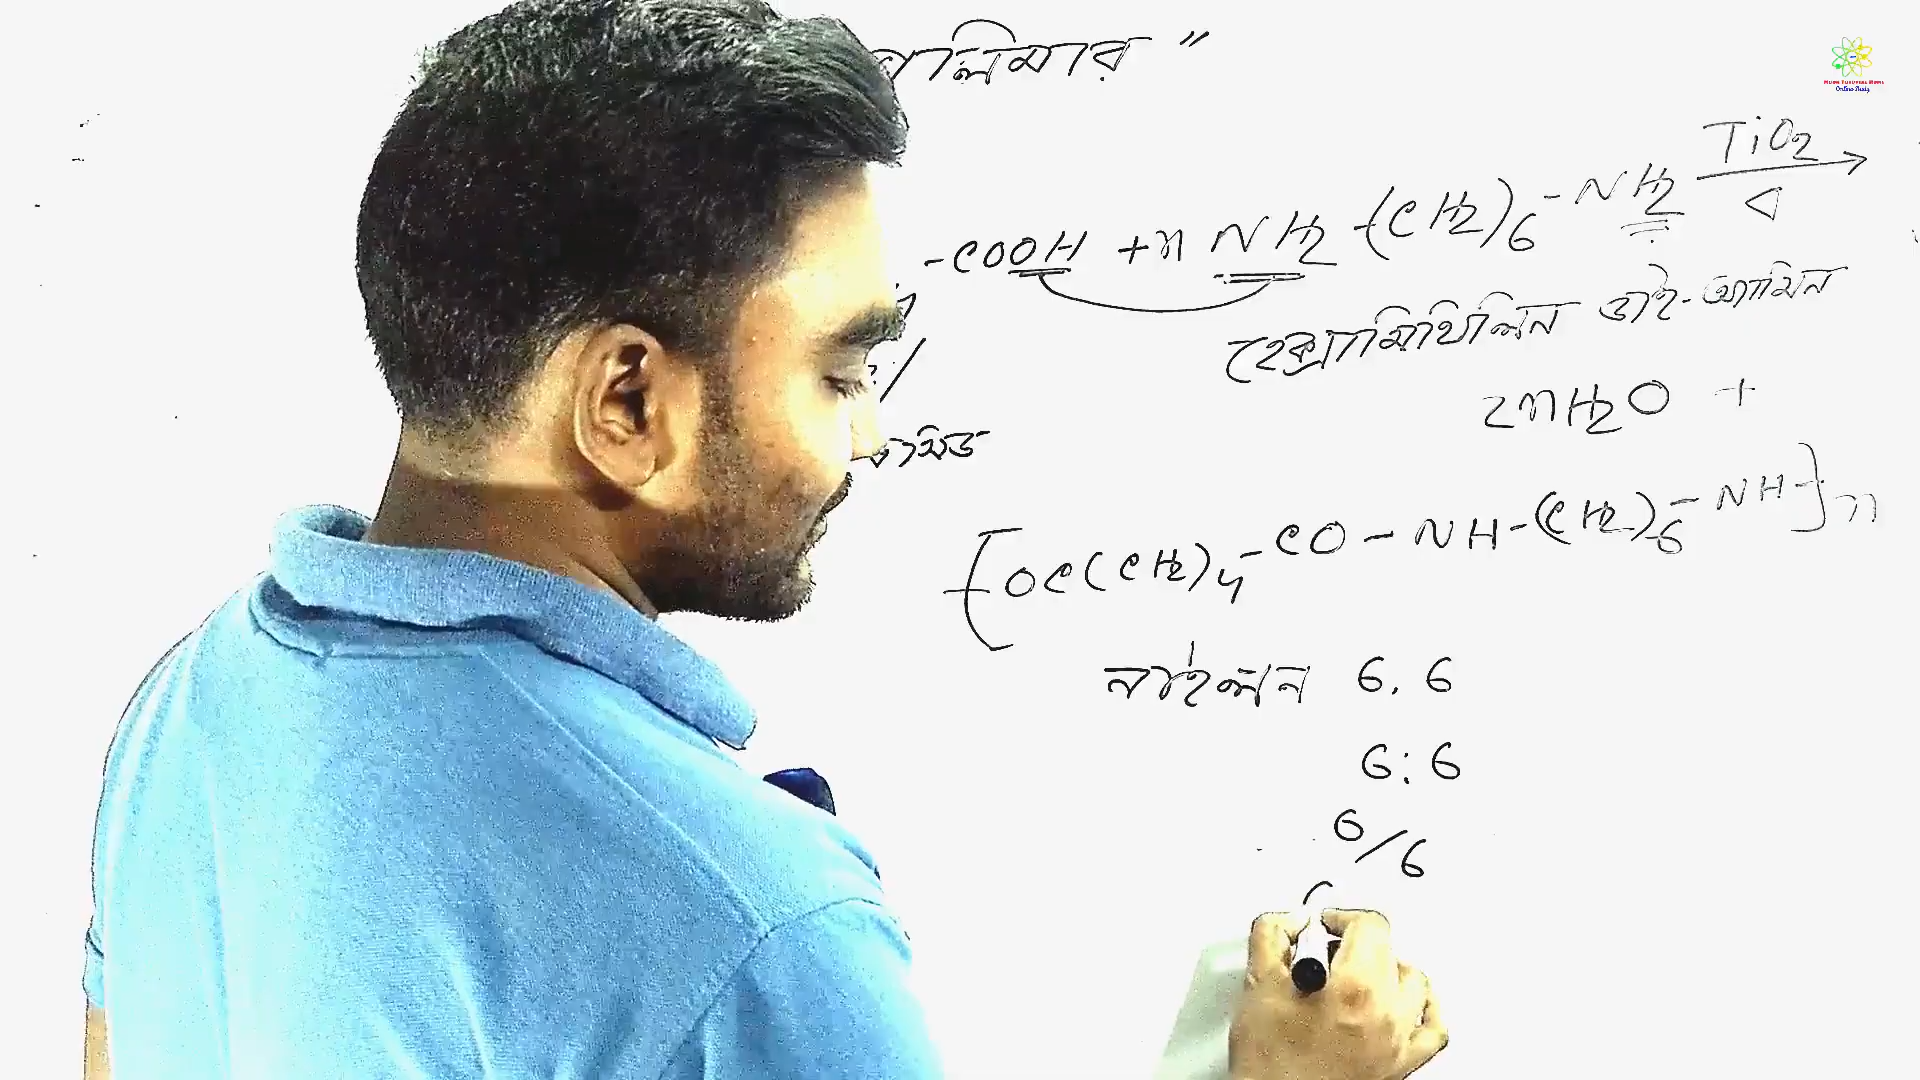 পলিমার "
-COOH + n NH2 -(CH2)6 - NH2 TiO2 / Δ →
হেক্সামিথিলিন ডাই-অ্যামিন
2nH2O +
-[OC(CH2)4 - CO - NH - (CH2)6 - NH-]n
নাইলন 6.6
6:6
6/6